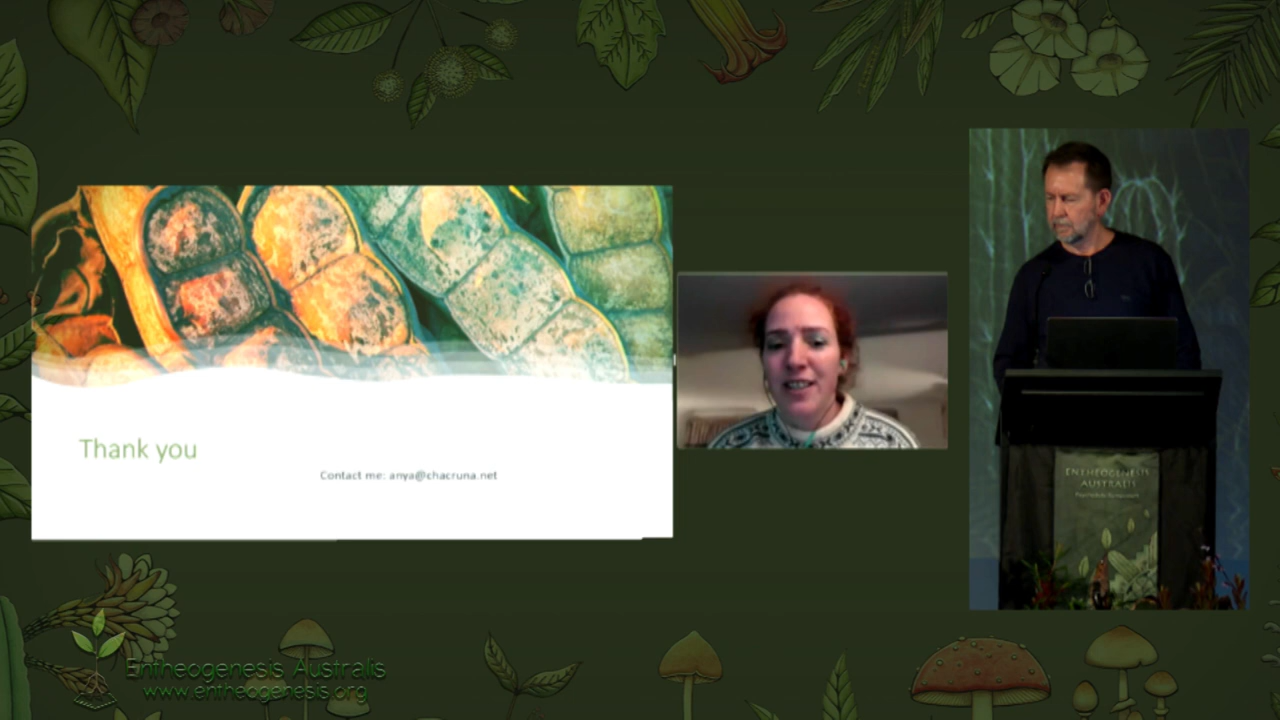 Thank you
Contact me: anya@chacruna.net
ENTHEOGENESIS
AUSTRALIS
Entheogenesis Australis
www.entheogenesis.org